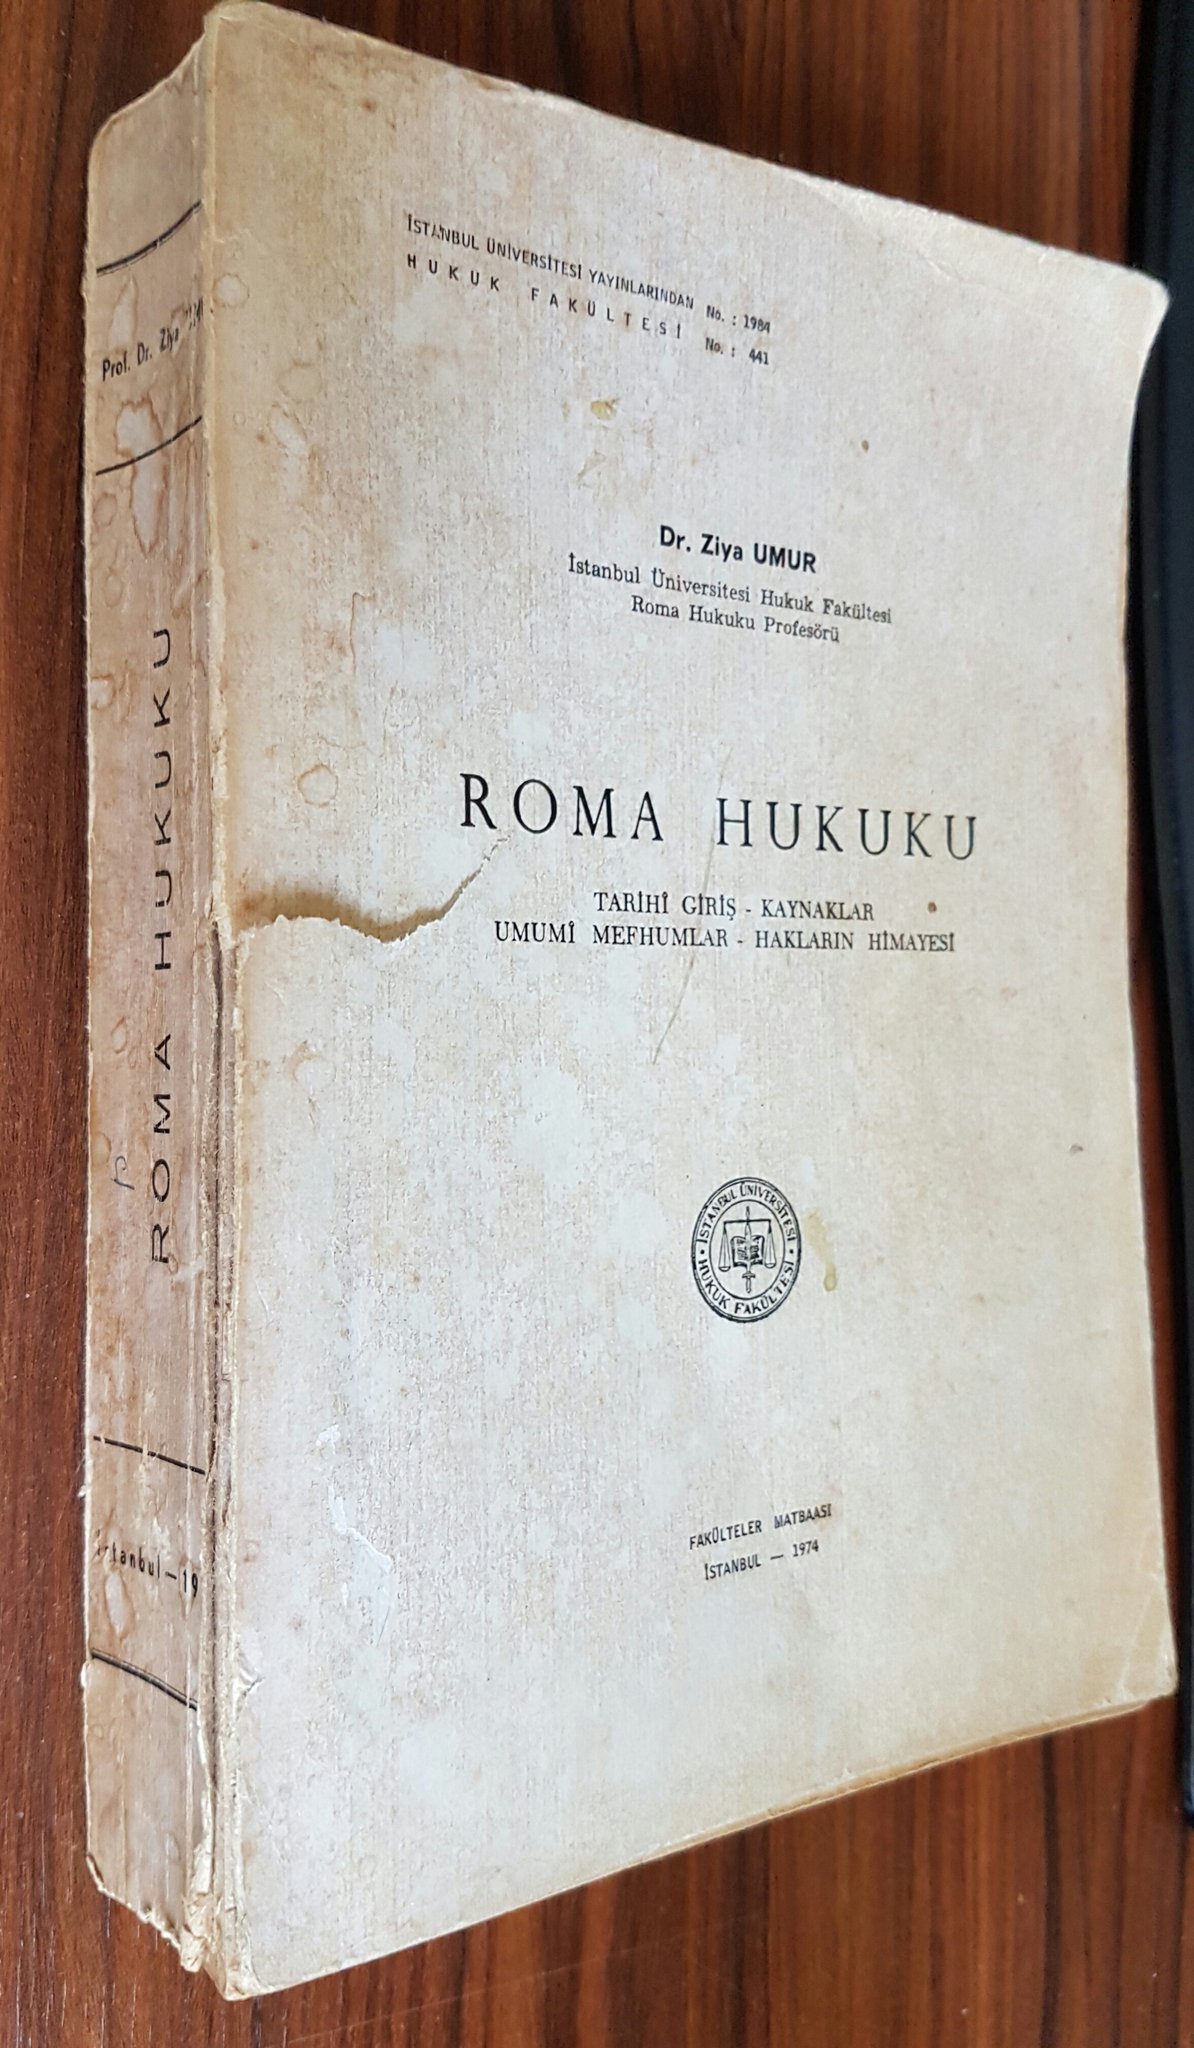 İSTANBUL ÜNİVERSİTESİ YAYINLARINDAN No. : 1984
HUKUK FAKÜLTESİ No. : 441
Dr. Ziya UMUR
İstanbul Üniversitesi Hukuk Fakültesi
Roma Hukuku Profesörü
ROMA HUKUKU
TARİHÎ GİRİŞ - KAYNAKLAR
UMUMÎ MEFHUMLAR - HAKLARIN HİMAYESİ
İSTANBUL ÜNİVERSİTESİ
HUKUK FAKÜLTESİ
FAKÜLTELER MATBAASI
İSTANBUL — 1974
Prof. Dr. Ziya
ROMA HUKUKU
İstanbul — 19